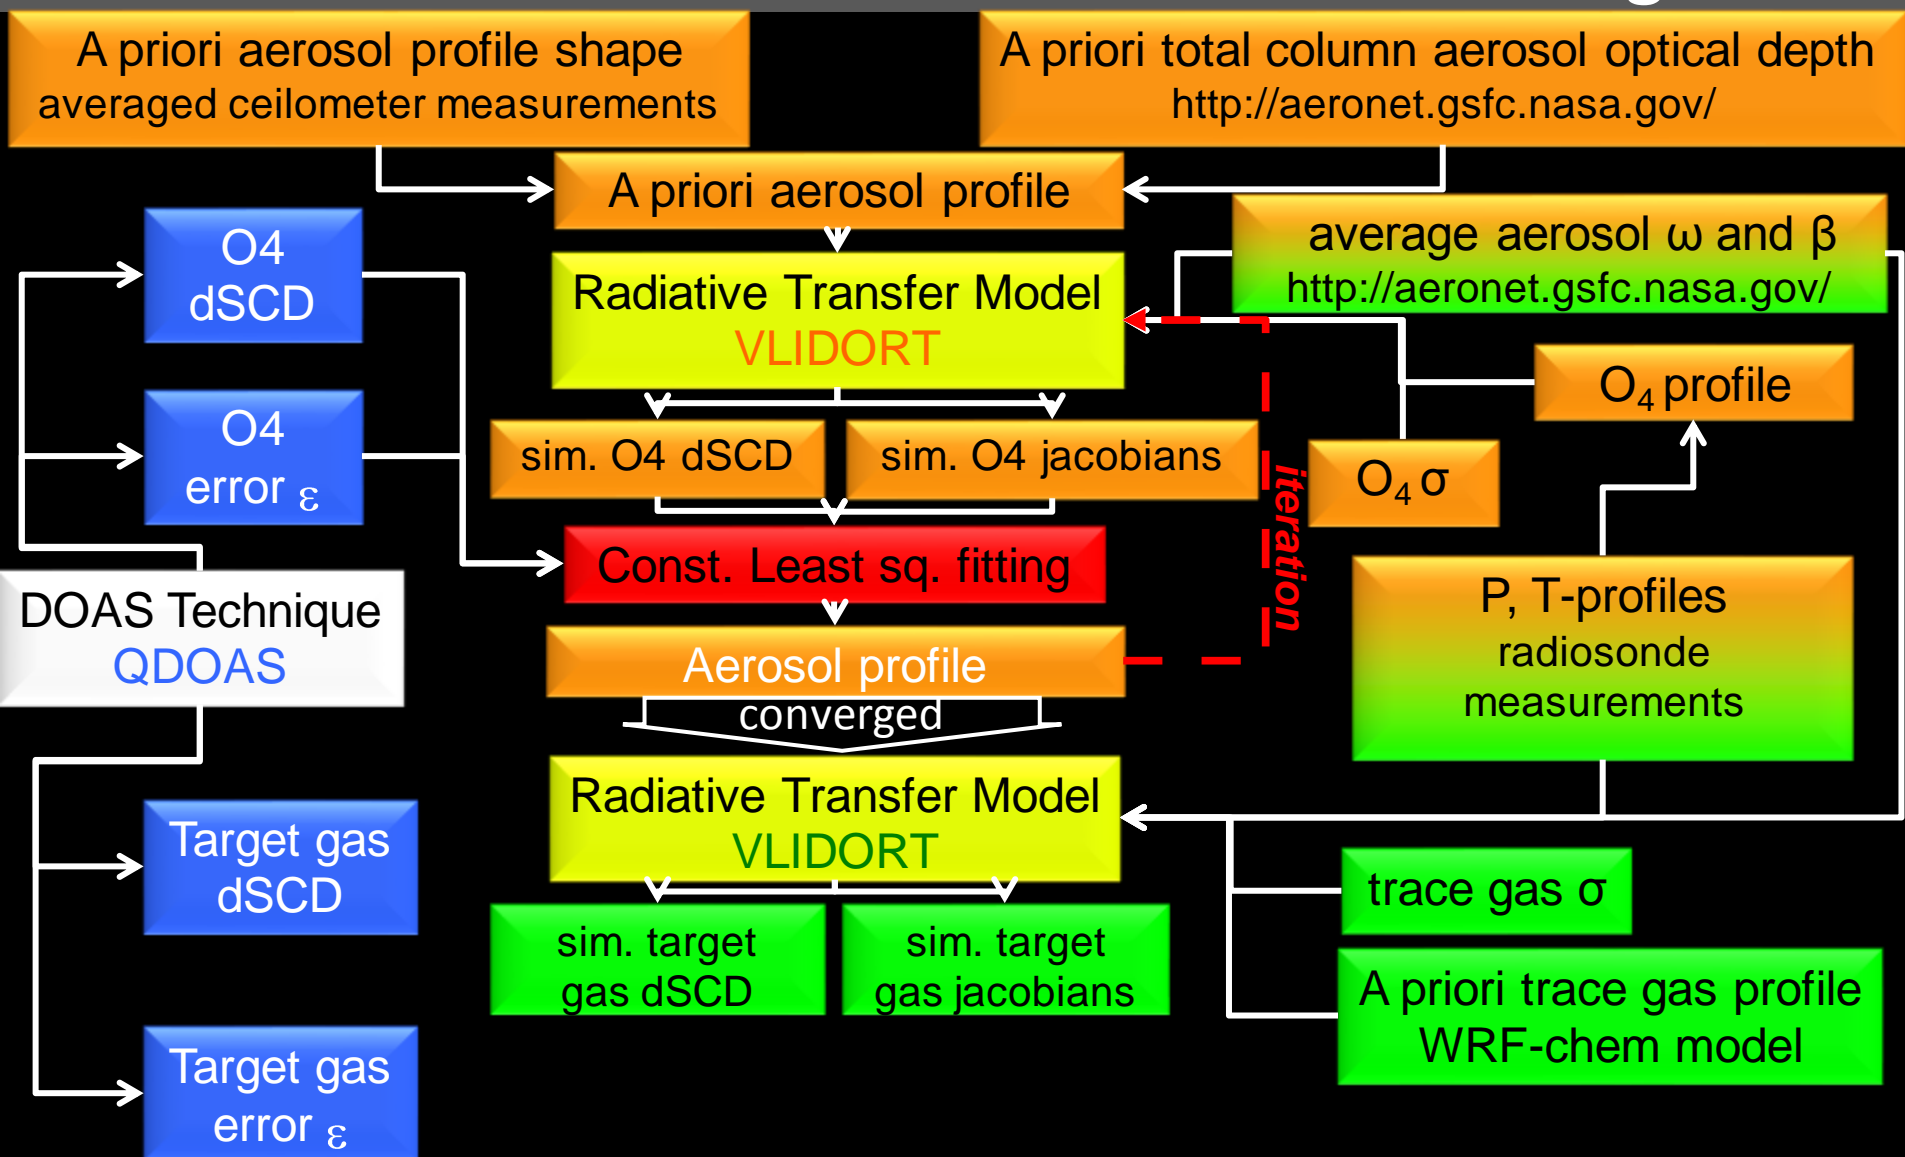 A priori aerosol profile shape
averaged ceilometer measurements
A priori total column aerosol optical depth
http://aeronet.gsfc.nasa.gov/
A priori aerosol profile
average aerosol ω and β
http://aeronet.gsfc.nasa.gov/
O4
dSCD
Radiative Transfer Model
VLIDORT
O₄ profile
O4
error ε
sim. O4 dSCD
sim. O4 jacobians
iteration
O₄ σ
Const. Least sq. fitting
DOAS Technique
QDOAS
P, T-profiles
radiosonde
measurements
Aerosol profile
converged
Radiative Transfer Model
VLIDORT
Target gas
dSCD
trace gas σ
sim. target
gas dSCD
sim. target
gas jacobians
A priori trace gas profile
WRF-chem model
Target gas
error ε